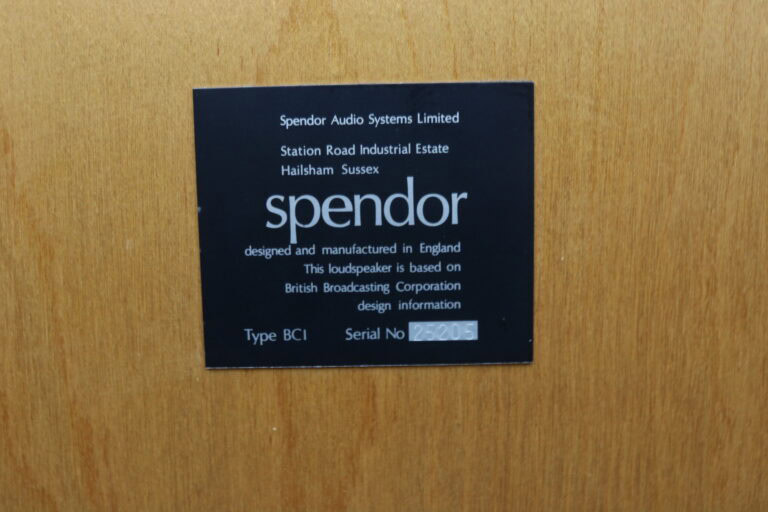 Spendor Audio Systems Limited
Station Road Industrial Estate
Hailsham Sussex
spendor
designed and manufactured in England
This loudspeaker is based on
British Broadcasting Corporation
design information
Type BC1 Serial No 25205